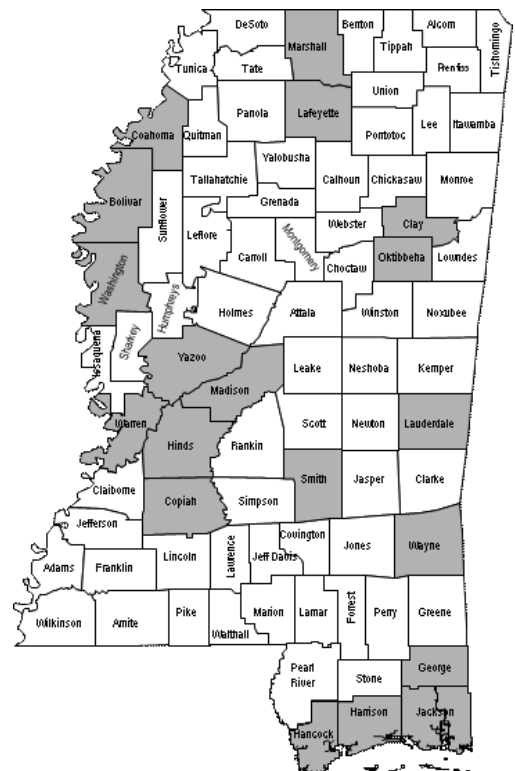 DeSoto
Marshall
Benton
Alcorn
Tippah
Tishomingo
Tunica
Tate
Prentiss
Union
Panola
Lafeyette
Lee
Itawamba
Coahoma
Quitman
Pontotoc
Yalobusha
Tallahatchie
Calhoun
Chickasaw
Monroe
Bolivar
Sunflower
Grenada
Leflore
Webster
Clay
Montgomery
Carroll
Choctaw
Oktibbeha
Lowndes
Washington
Humphreys
Holmes
Attala
Winston
Noxubee
Sharkey
Yazoo
Leake
Neshoba
Kemper
Madison
Warren
Hinds
Rankin
Scott
Newton
Lauderdale
Claiborne
Copiah
Simpson
Smith
Jasper
Clarke
Jefferson
Lincoln
Lawrence
Covington
Jeff Davis
Jones
Wayne
Adams
Franklin
Wilkinson
Amite
Pike
Walthall
Marion
Lamar
Forrest
Perry
Greene
Pearl
River
Stone
George
Hancock
Harrison
Jackson